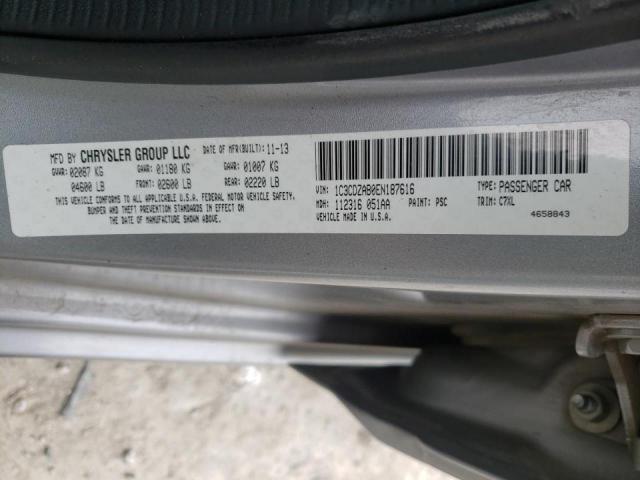 MFD BY CHRYSLER GROUP LLC DATE OF MFR(BUILT): 11-13
GVWR: 02087 KG GAWR: 01180 KG GAWR: 01007 KG
04600 LB FRONT: 02600 LB REAR: 02220 LB
THIS VEHICLE CONFORMS TO ALL APPLICABLE U.S.A. FEDERAL MOTOR VEHICLE SAFETY,
BUMPER AND THEFT PREVENTION STANDARDS IN EFFECT ON
THE DATE OF MANUFACTURE SHOWN ABOVE.
VIN: 1C3CDZAB0EN187616 TYPE: PASSENGER CAR
MDH: 112316 051AA PAINT: PSC TRIM: C7XL
MADE IN U.S.A. 4658843